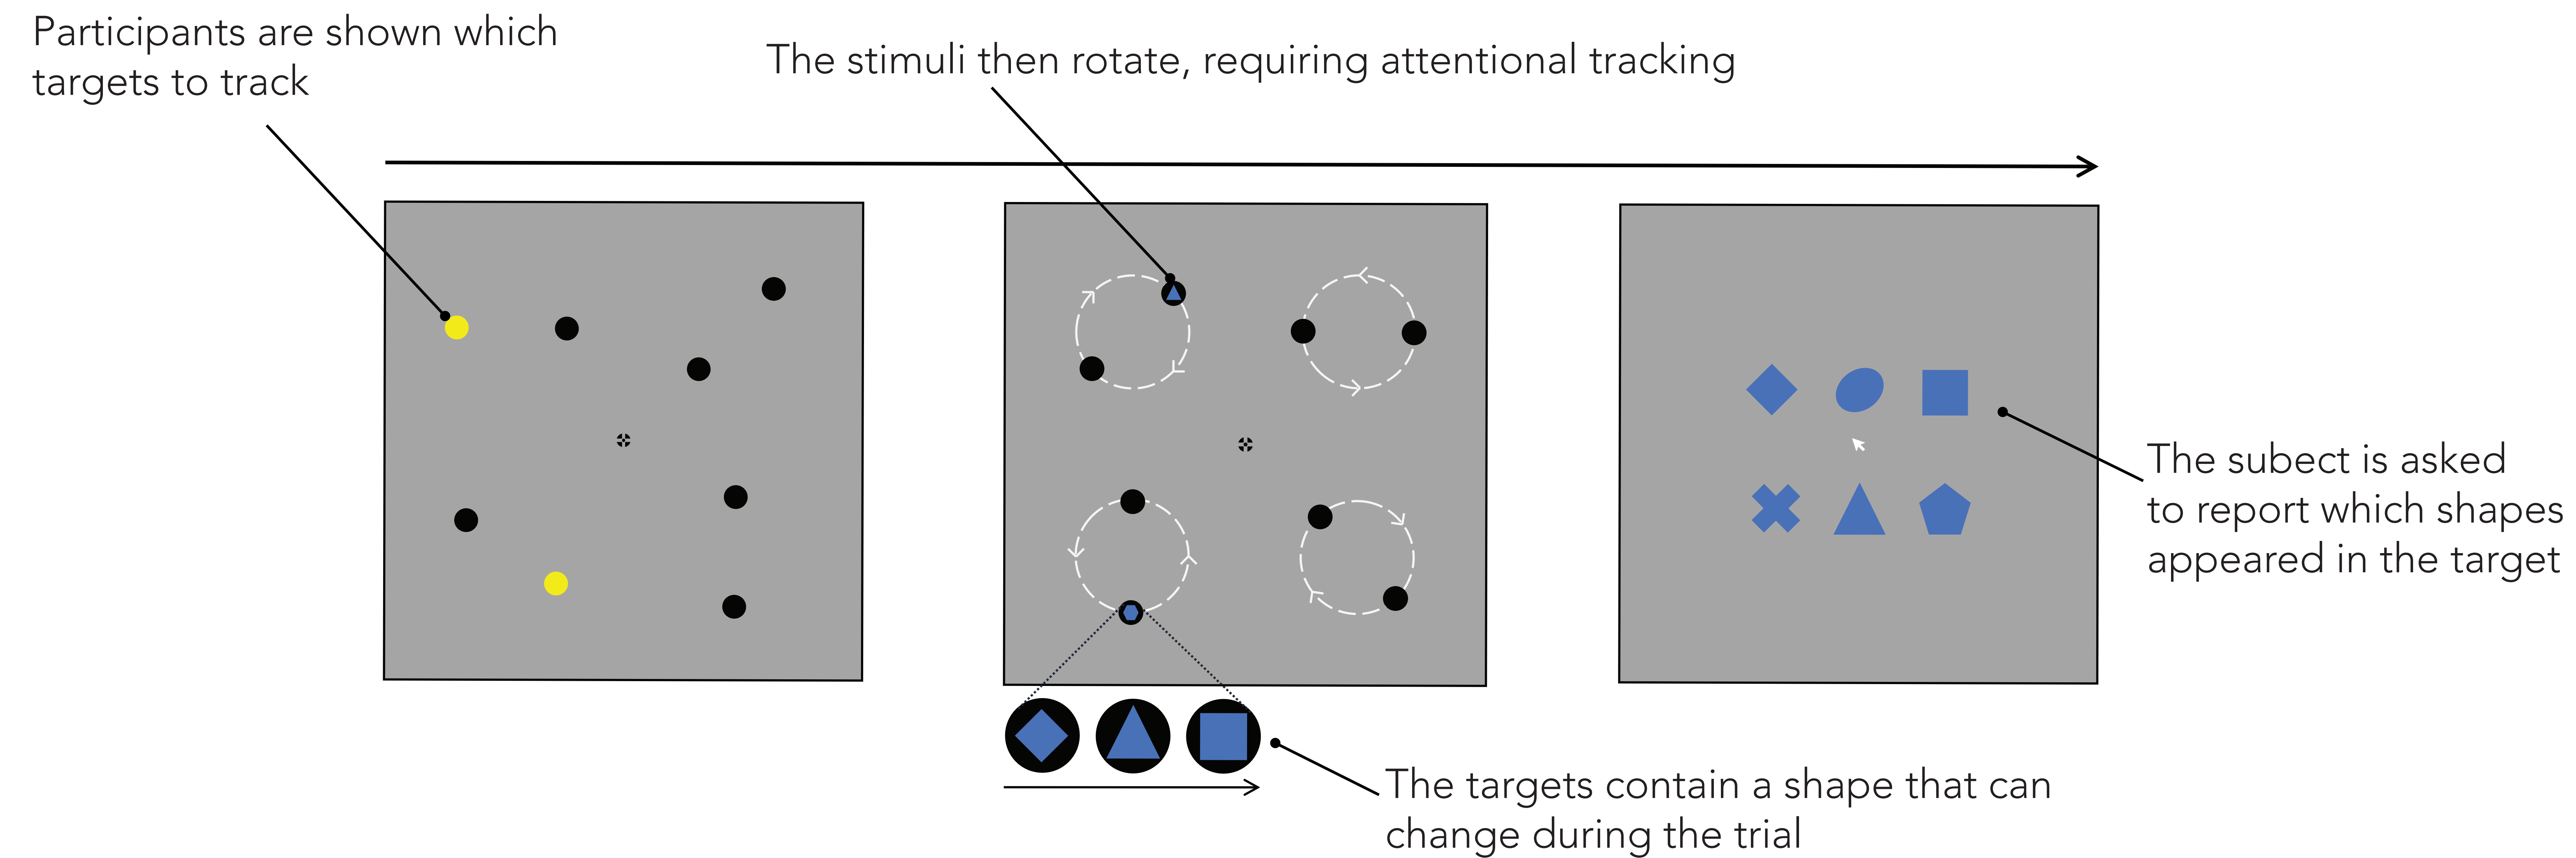 Participants are shown which
targets to track
The stimuli then rotate, requiring attentional tracking
The subect is asked
to report which shapes
appeared in the target
The targets contain a shape that can
change during the trial